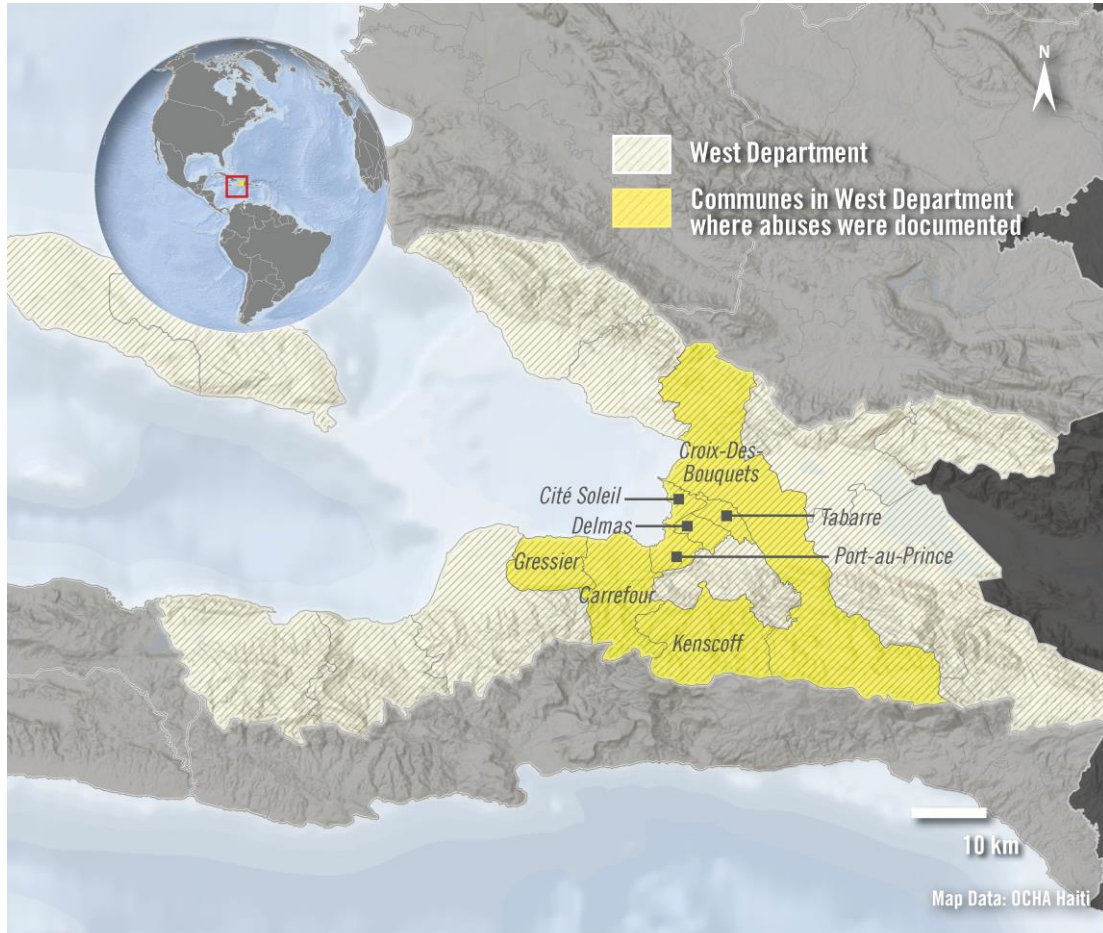 N
West Department
Communes in West Department
where abuses were documented
Croix-Des-
Bouquets
Cité Soleil
Tabarre
Delmas
Port-au-Prince
Gressier
Carrefour
Kenscoff
10 km
Map Data: OCHA Haiti